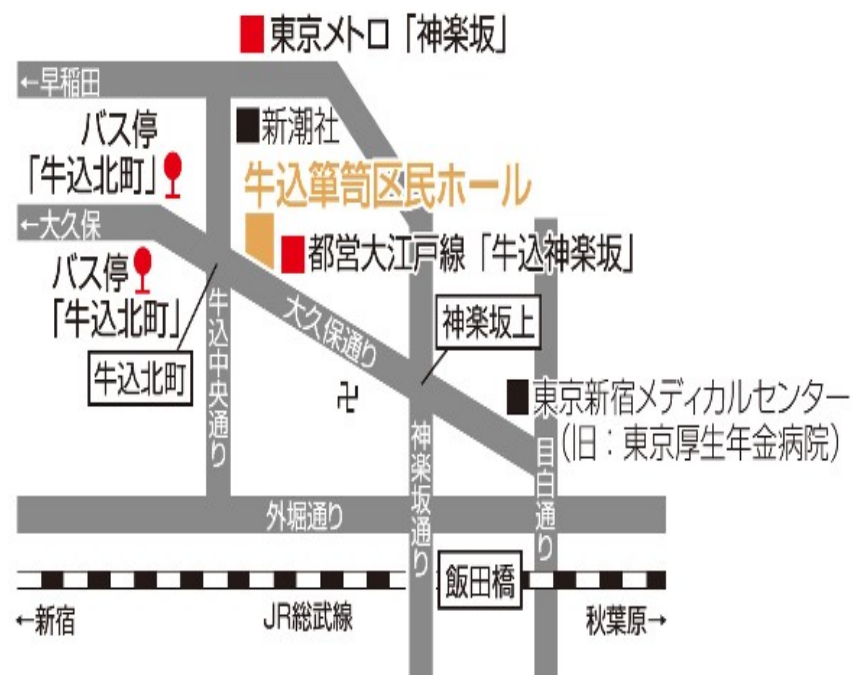 東京メトロ「神楽坂」
←早稲田
新潮社
バス停
「牛込北町」
牛込箪笥区民ホール
←大久保
都営大江戸線「牛込神楽坂」
バス停
「牛込北町」
大久保通り
神楽坂上
牛込北町
牛込中央通り
卍
東京新宿メディカルセンター
(旧:東京厚生年金病院)
神楽坂通り
目白通り
外堀通り
飯田橋
←新宿
JR総武線
秋葉原→